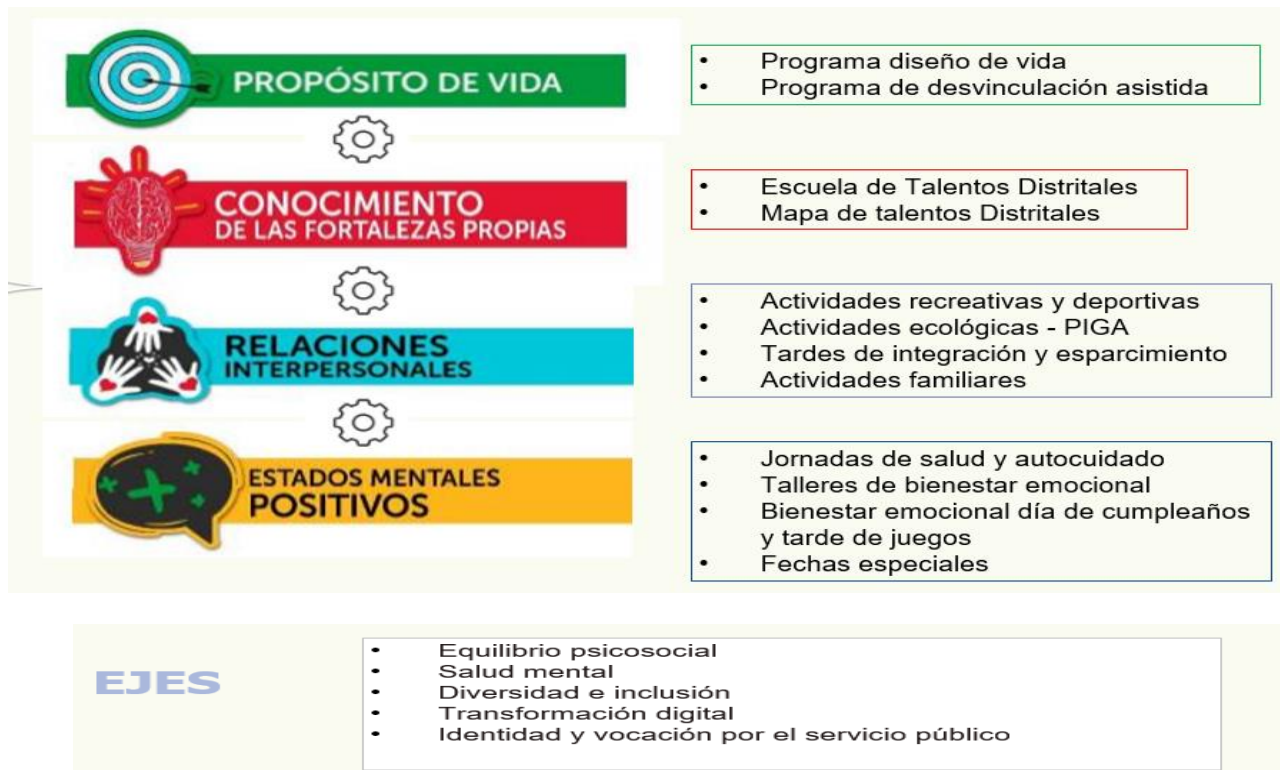 PROPÓSITO DE VIDA
• Programa diseño de vida
• Programa de desvinculación asistida
CONOCIMIENTO
DE LAS FORTALEZAS PROPIAS
• Escuela de Talentos Distritales
• Mapa de talentos Distritales
RELACIONES
INTERPERSONALES
• Actividades recreativas y deportivas
• Actividades ecológicas - PIGA
• Tardes de integración y esparcimiento
• Actividades familiares
ESTADOS MENTALES
POSITIVOS
• Jornadas de salud y autocuidado
• Talleres de bienestar emocional
• Bienestar emocional día de cumpleaños
y tarde de juegos
• Fechas especiales
EJES
• Equilibrio psicosocial
• Salud mental
• Diversidad e inclusión
• Transformación digital
• Identidad y vocación por el servicio público